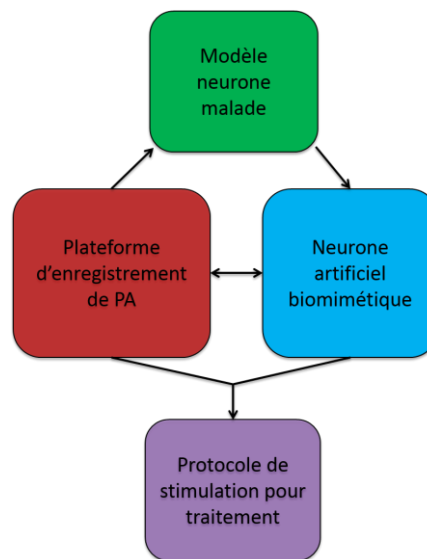 Modèle
neurone
malade
Plateforme
d'enregistrement
de PA
Neurone
artificiel
biomimétique
Protocole de
stimulation pour
traitement